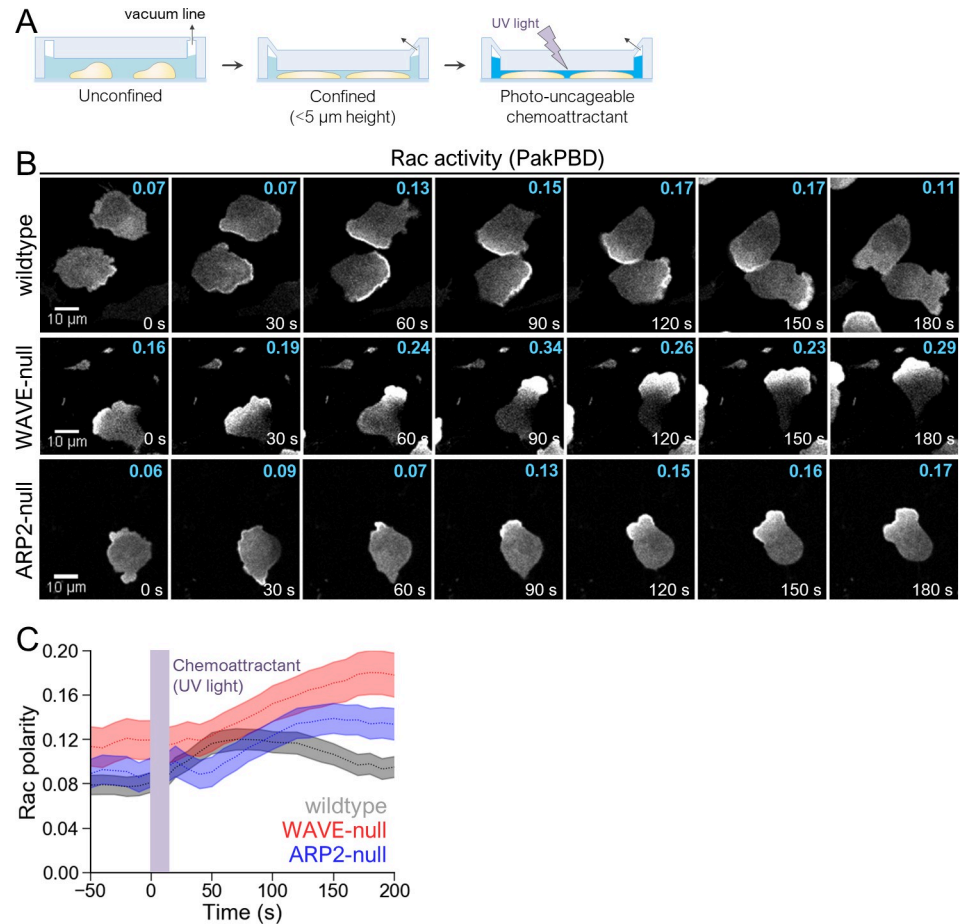 A
vacuum line
UV light
Unconfined
Confined
(<5 µm height)
Photo-uncageable
chemoattractant
B
Rac activity (PakPBD)
wildtype
0.07
0.07
0.13
0.15
0.17
0.17
0.11
10 µm
0 s
30 s
60 s
90 s
120 s
150 s
180 s
WAVE-null
0.16
0.19
0.24
0.34
0.26
0.23
0.29
10 µm
0 s
30 s
60 s
90 s
120 s
150 s
180 s
ARP2-null
0.06
0.09
0.07
0.13
0.15
0.16
0.17
10 µm
0 s
30 s
60 s
90 s
120 s
150 s
180 s
C
Rac polarity
0.20
0.16
0.12
0.08
0.04
0.00
Chemoattractant
(UV light)
wildtype
WAVE-null
ARP2-null
−50
0
50
100
150
200
Time (s)